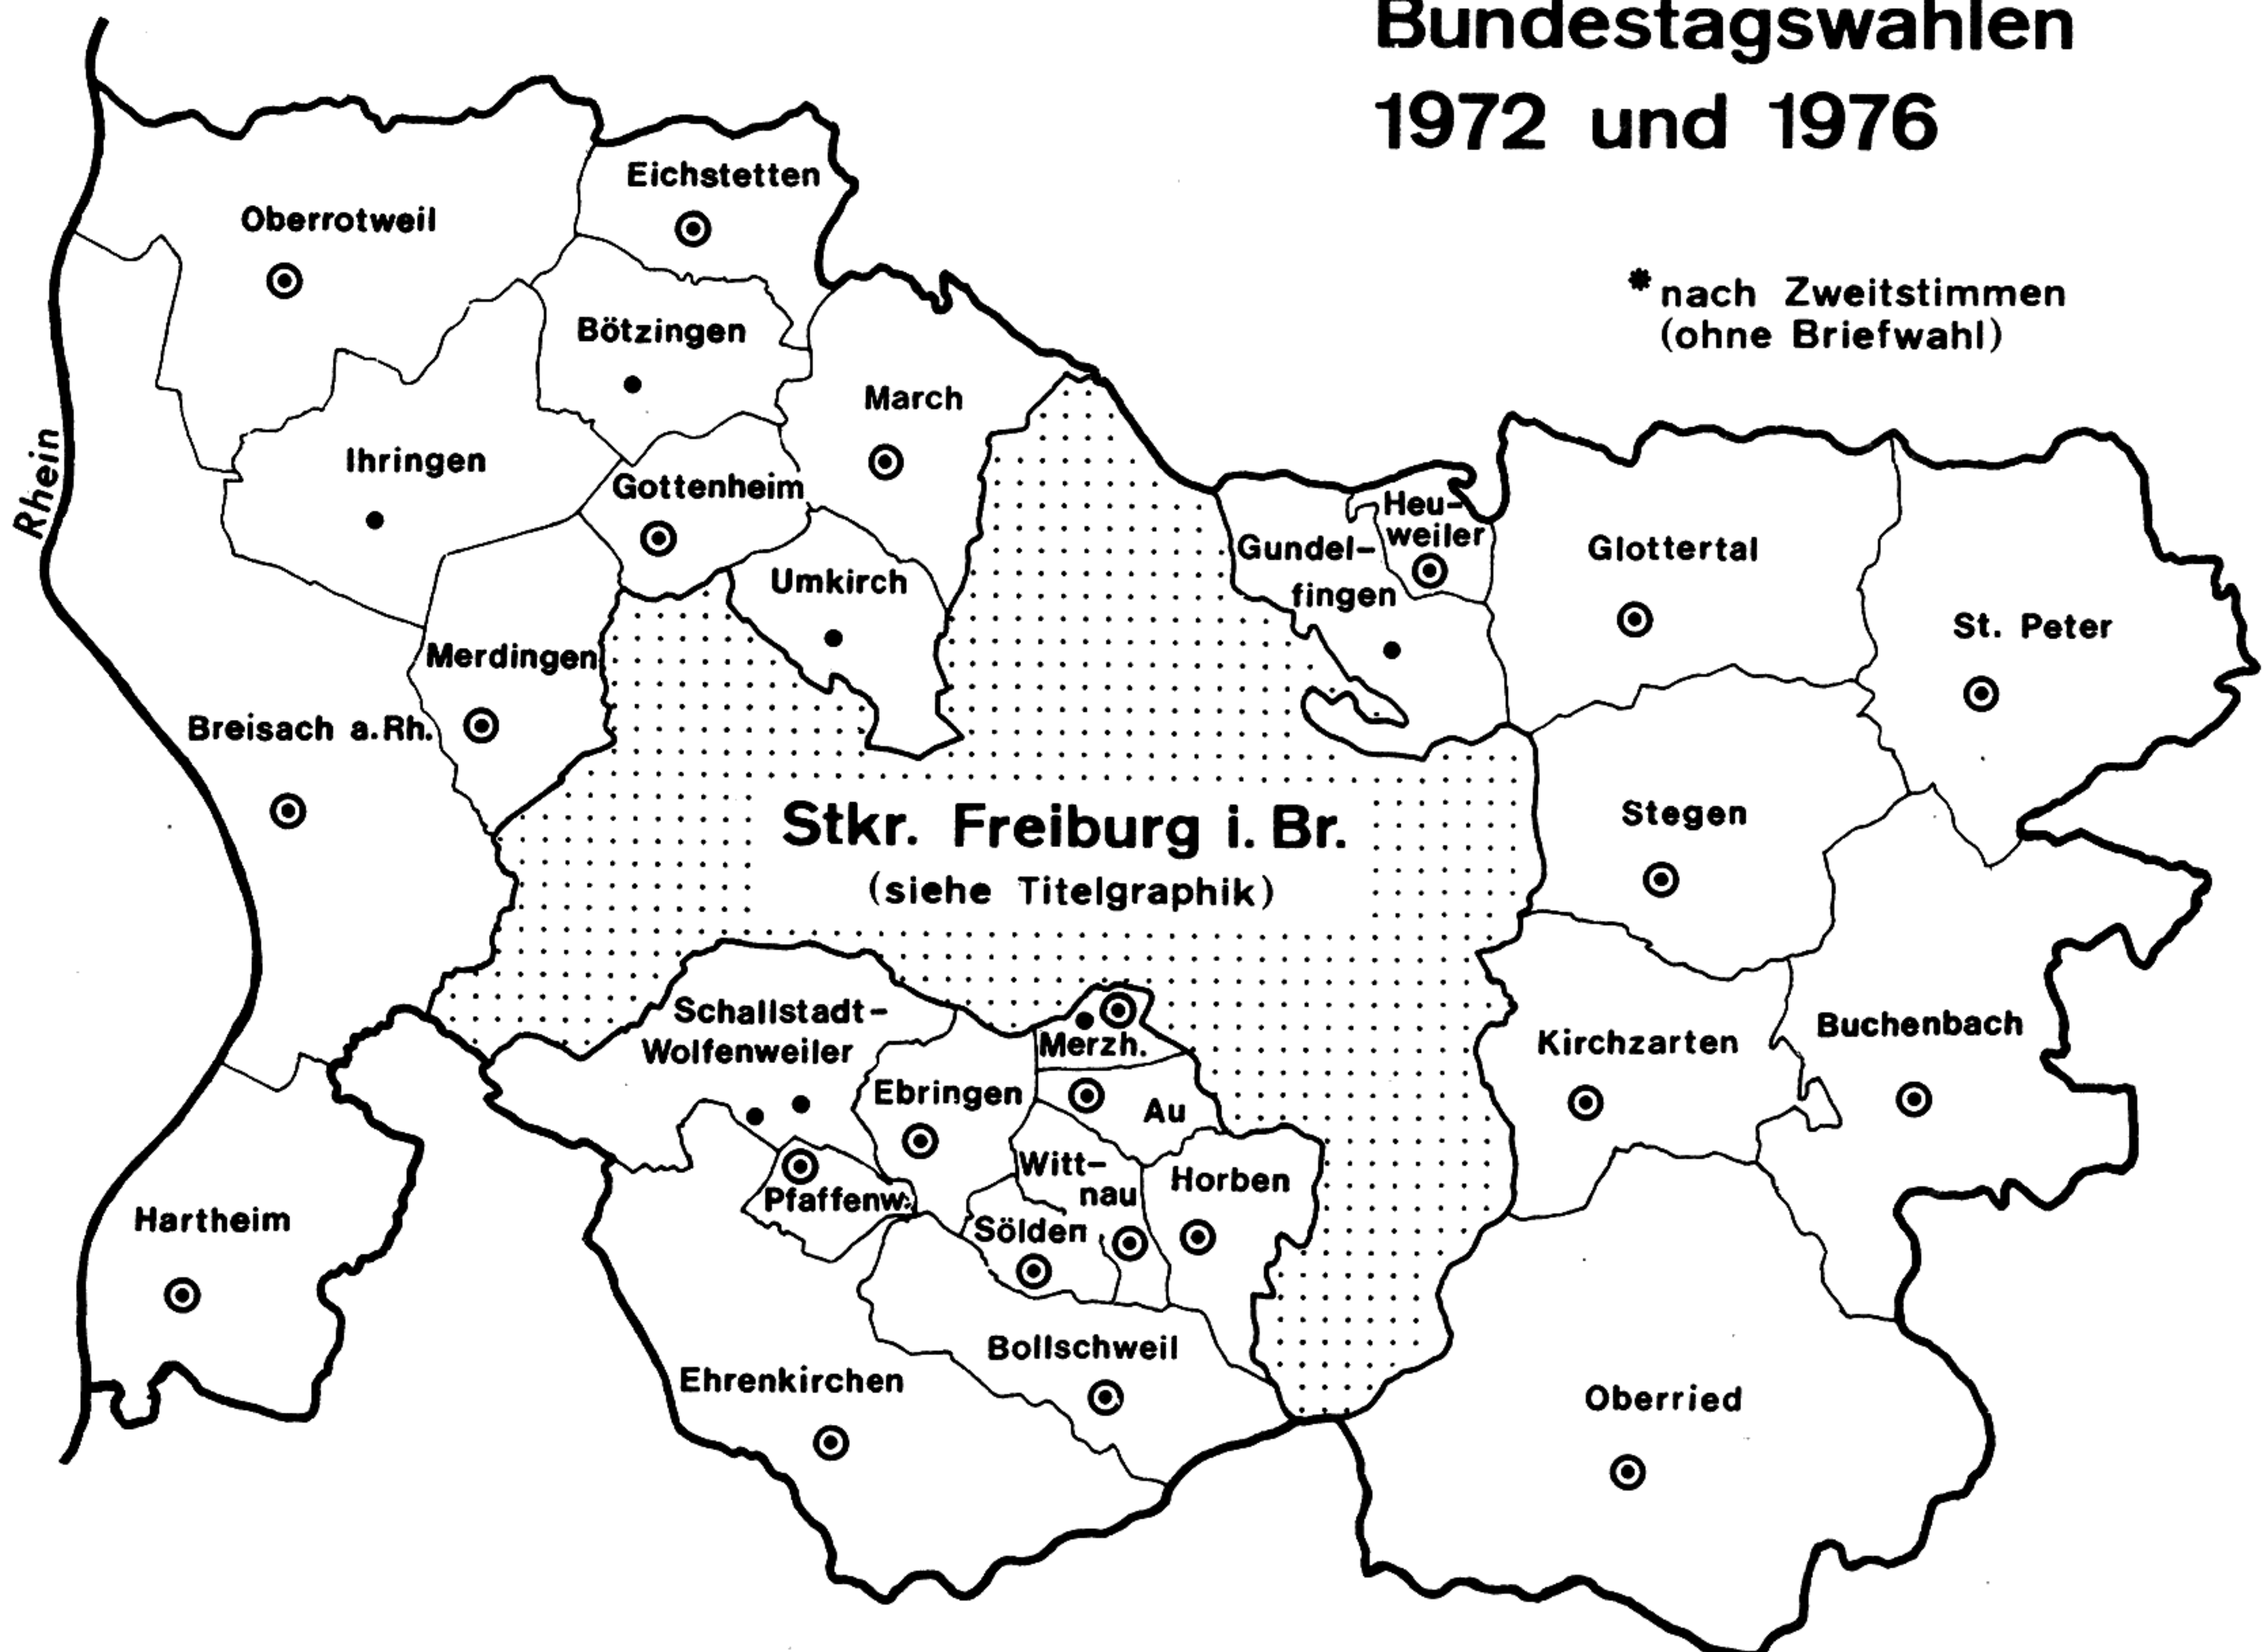 Bundestagswahlen
1972 und 1976
*nach Zweitstimmen
(ohne Briefwahl)
Rhein
Oberrotweil
Eichstetten
Bötzingen
March
Ihringen
Gottenheim
Umkirch
Merdingen
Breisach a.Rh.
Gundel-
fingen
Heu-
weiler
Glottertal
St. Peter
Stegen
Stkr. Freiburg i. Br.
(siehe Titelgraphik)
Schallstadt-
Wolfenweiler
Ebringen
Merzh.
Au
Kirchzarten
Buchenbach
Pfaffenw.
Witt-
nau
Horben
Sölden
Hartheim
Bollschweil
Ehrenkirchen
Oberried